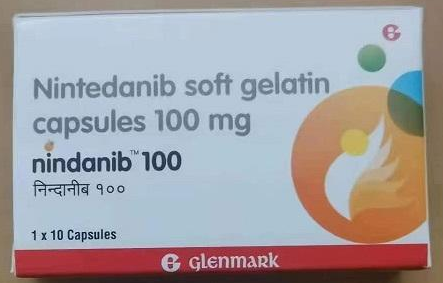 Nintedanib soft gelatin
capsules 100 mg
nindanib™ 100
निन्दानीब १००
1 x 10 Capsules
G glenmark